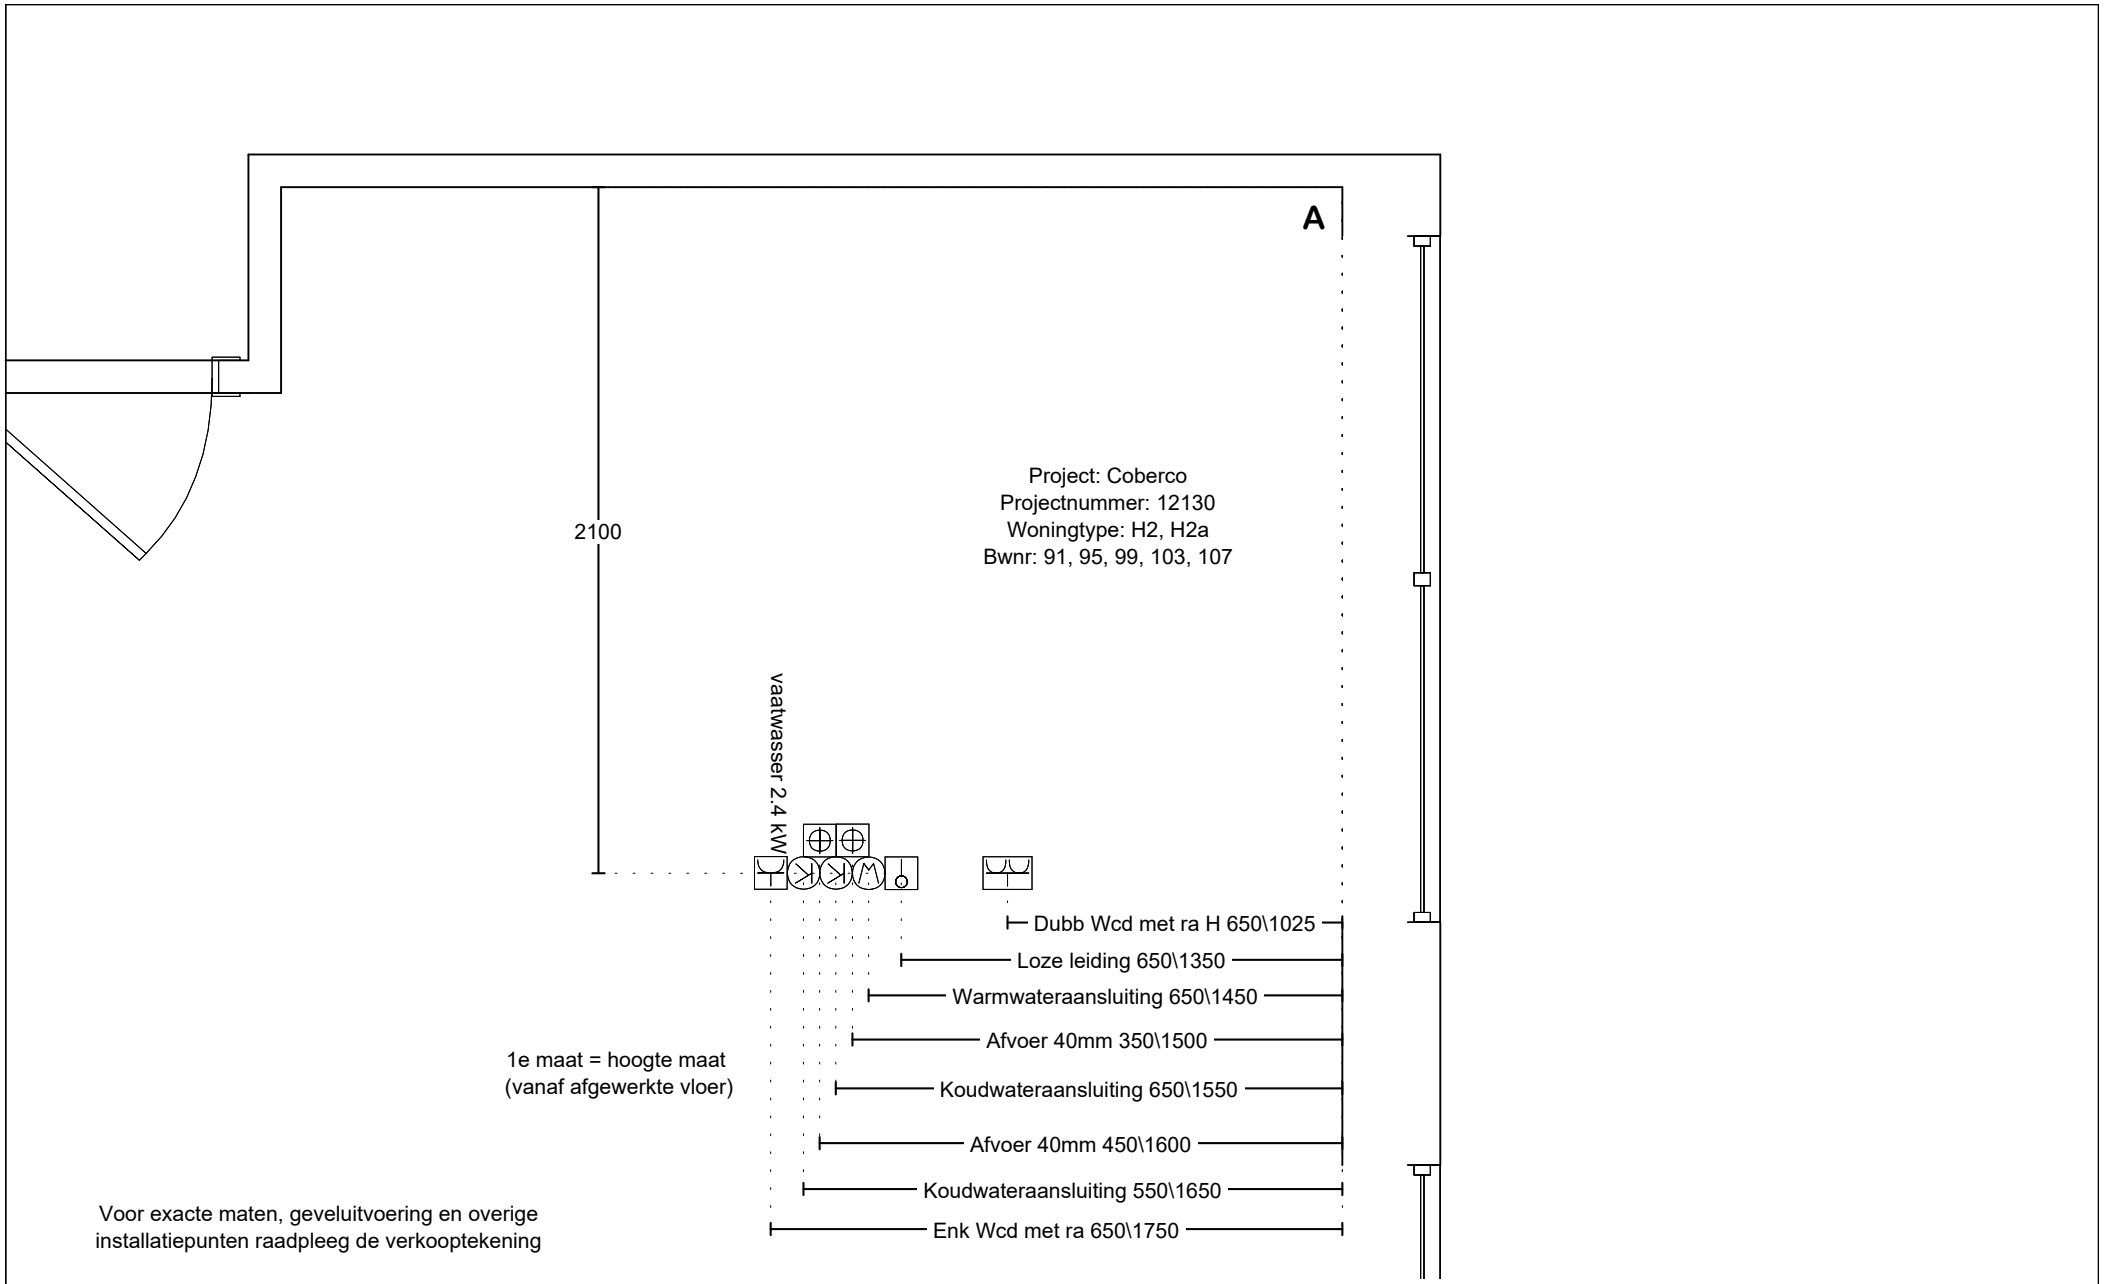 A
2100
Project: Coberco
Projectnummer: 12130
Woningtype: H2, H2a
Bwnr: 91, 95, 99, 103, 107
vaatwasser 2.4 kW
K
K
W
Dubb Wcd met ra H 650\1025
Loze leiding 650\1350
Warmwateraansluiting 650\1450
Afvoer 40mm 350\1500
1e maat = hoogte maat
(vanaf afgewerkte vloer)
Koudwateraansluiting 650\1550
Afvoer 40mm 450\1600
Koudwateraansluiting 550\1650
Enk Wcd met ra 650\1750
Voor exacte maten, geveluitvoering en overige
installatiepunten raadpleeg de verkooptekening